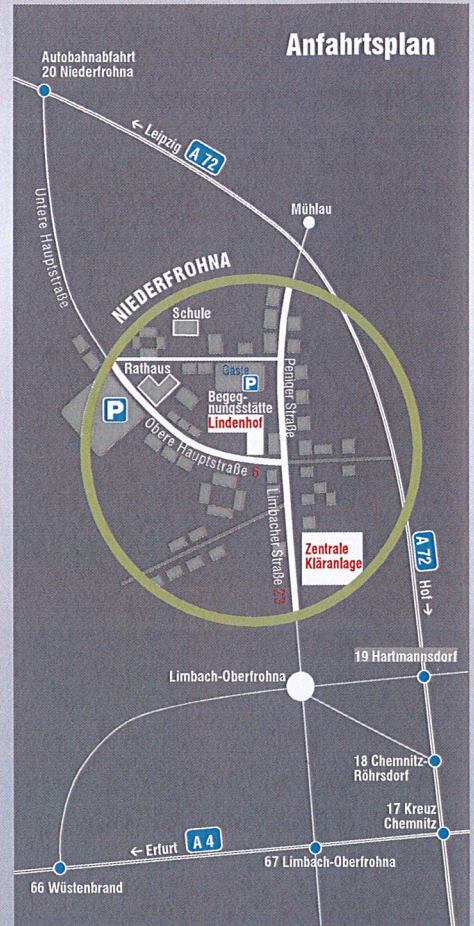 Anfahrtsplan
Autobahnabfahrt
20 Niederfrohna
← Leipzig A 72
Untere Hauptstraße
Mühlau
NIEDERFROHNA
Schule
Rathaus
Gäste
P
P
Begeg-
nungsstätte
Lindenhof
Peniger Straße
Obere Hauptstraße 6
Limbacher Straße 23
Zentrale
Kläranlage
A 72
Hof →
19 Hartmannsdorf
Limbach-Oberfrohna
18 Chemnitz-
Röhrsdorf
17 Kreuz
Chemnitz
← Erfurt A 4
67 Limbach-Oberfrohna
66 Wüstenbrand